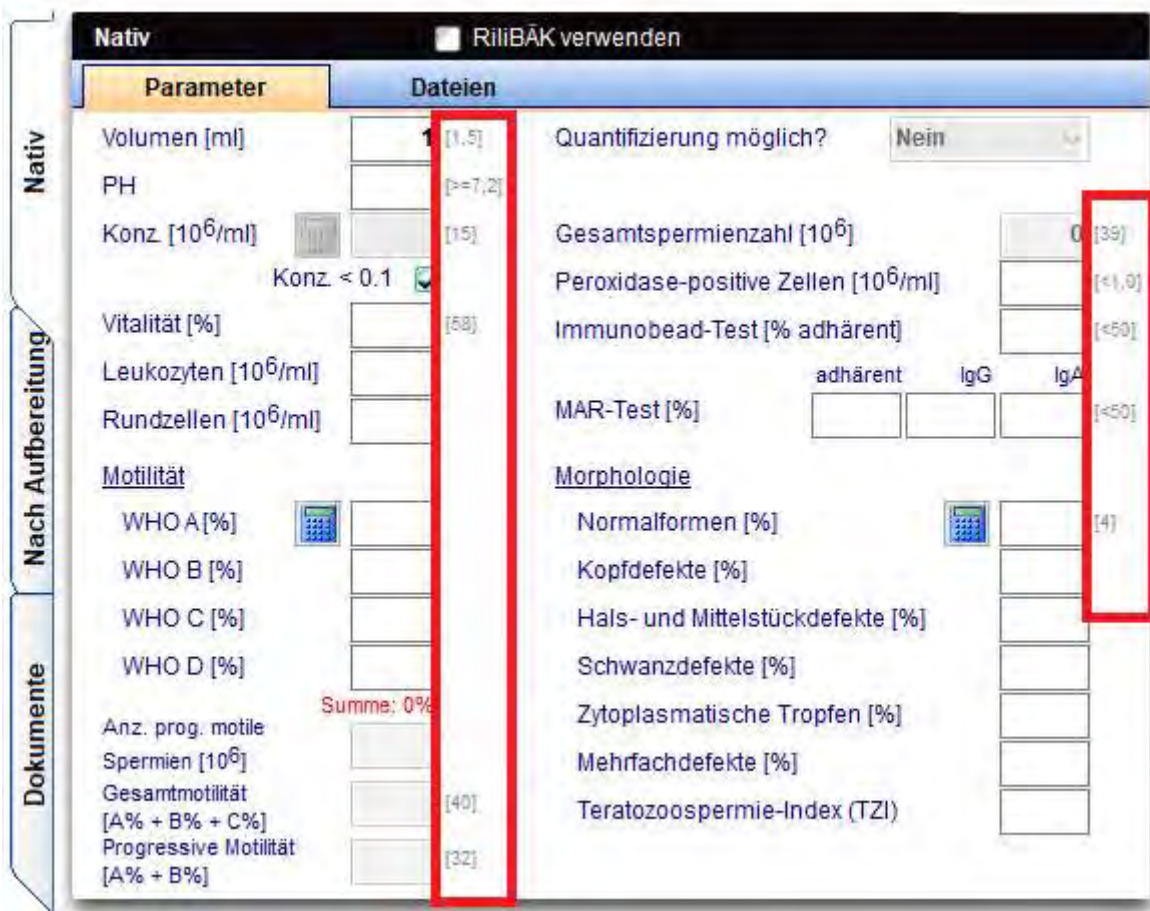 Nativ
RiliBÄK verwenden
Parameter
Dateien
Nativ
Nach Aufbereitung
Dokumente
Volumen [ml] 1 [1,5]
PH [>=7,2]
Konz. [10⁶/ml] [15]
Konz. < 0.1
Vitalität [%] [58]
Leukozyten [10⁶/ml]
Rundzellen [10⁶/ml]
Motilität
WHO A [%]
WHO B [%]
WHO C [%]
WHO D [%]
Summe: 0%
Anz. prog. motile
Spermien [10⁶]
Gesamtmotilität
[A% + B% + C%] [40]
Progressive Motilität
[A% + B%] [32]
Quantifizierung möglich? Nein
Gesamtspermienzahl [10⁶] 0 [39]
Peroxidase-positive Zellen [10⁶/ml] [<1,0]
Immunobead-Test [% adhärent] [<50]
adhärent IgG IgA
MAR-Test [%] [<50]
Morphologie
Normalformen [%] [4]
Kopfdefekte [%]
Hals- und Mittelstückdefekte [%]
Schwanzdefekte [%]
Zytoplasmatische Tropfen [%]
Mehrfachdefekte [%]
Teratozoospermie-Index (TZI)